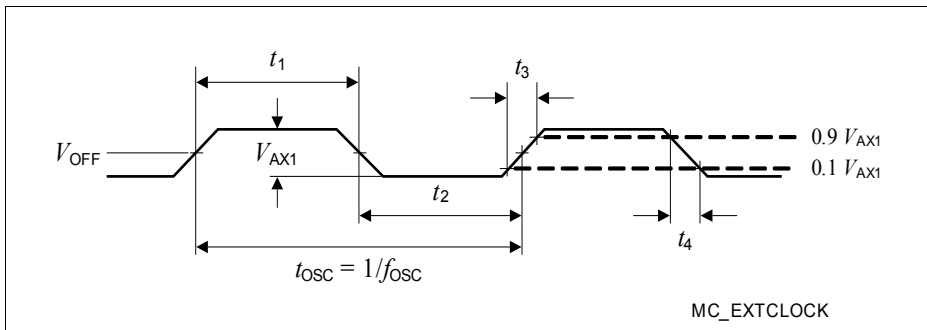 t1
t3
VOFF
VAX1
0.9 VAX1
0.1 VAX1
t2
t4
tOSC = 1/fOSC
MC_EXTCLOCK